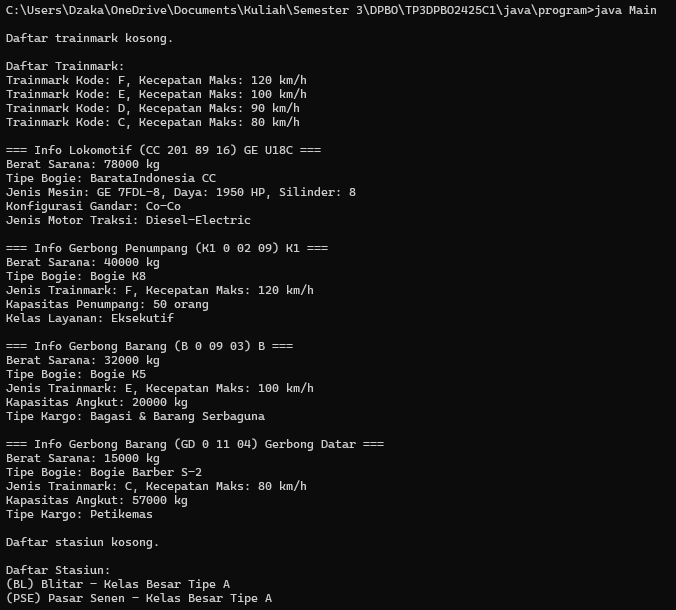 C:\Users\Dzaka\OneDrive\Documents\Kuliah\Semester 3\DPBO\TP3DPBO2425C1\java\program>java Main
Daftar trainmark kosong.
Daftar Trainmark:
Trainmark Kode: F, Kecepatan Maks: 120 km/h
Trainmark Kode: E, Kecepatan Maks: 100 km/h
Trainmark Kode: D, Kecepatan Maks: 90 km/h
Trainmark Kode: C, Kecepatan Maks: 80 km/h
=== Info Lokomotif (CC 201 89 16) GE U18C ===
Berat Sarana: 78000 kg
Tipe Bogie: BarataIndonesia CC
Jenis Mesin: GE 7FDL-8, Daya: 1950 HP, Silinder: 8
Konfigurasi Gandar: Co-Co
Jenis Motor Traksi: Diesel-Electric
=== Info Gerbong Penumpang (K1 0 02 09) K1 ===
Berat Sarana: 40000 kg
Tipe Bogie: Bogie K8
Jenis Trainmark: F, Kecepatan Maks: 120 km/h
Kapasitas Penumpang: 50 orang
Kelas Layanan: Eksekutif
=== Info Gerbong Barang (B 0 09 03) B ===
Berat Sarana: 32000 kg
Tipe Bogie: Bogie K5
Jenis Trainmark: E, Kecepatan Maks: 100 km/h
Kapasitas Angkut: 20000 kg
Tipe Kargo: Bagasi & Barang Serbaguna
=== Info Gerbong Barang (GD 0 11 04) Gerbong Datar ===
Berat Sarana: 15000 kg
Tipe Bogie: Bogie Barber S-2
Jenis Trainmark: C, Kecepatan Maks: 80 km/h
Kapasitas Angkut: 57000 kg
Tipe Kargo: Petikemas
Daftar stasiun kosong.
Daftar Stasiun:
(BL) Blitar - Kelas Besar Tipe A
(PSE) Pasar Senen - Kelas Besar Tipe A